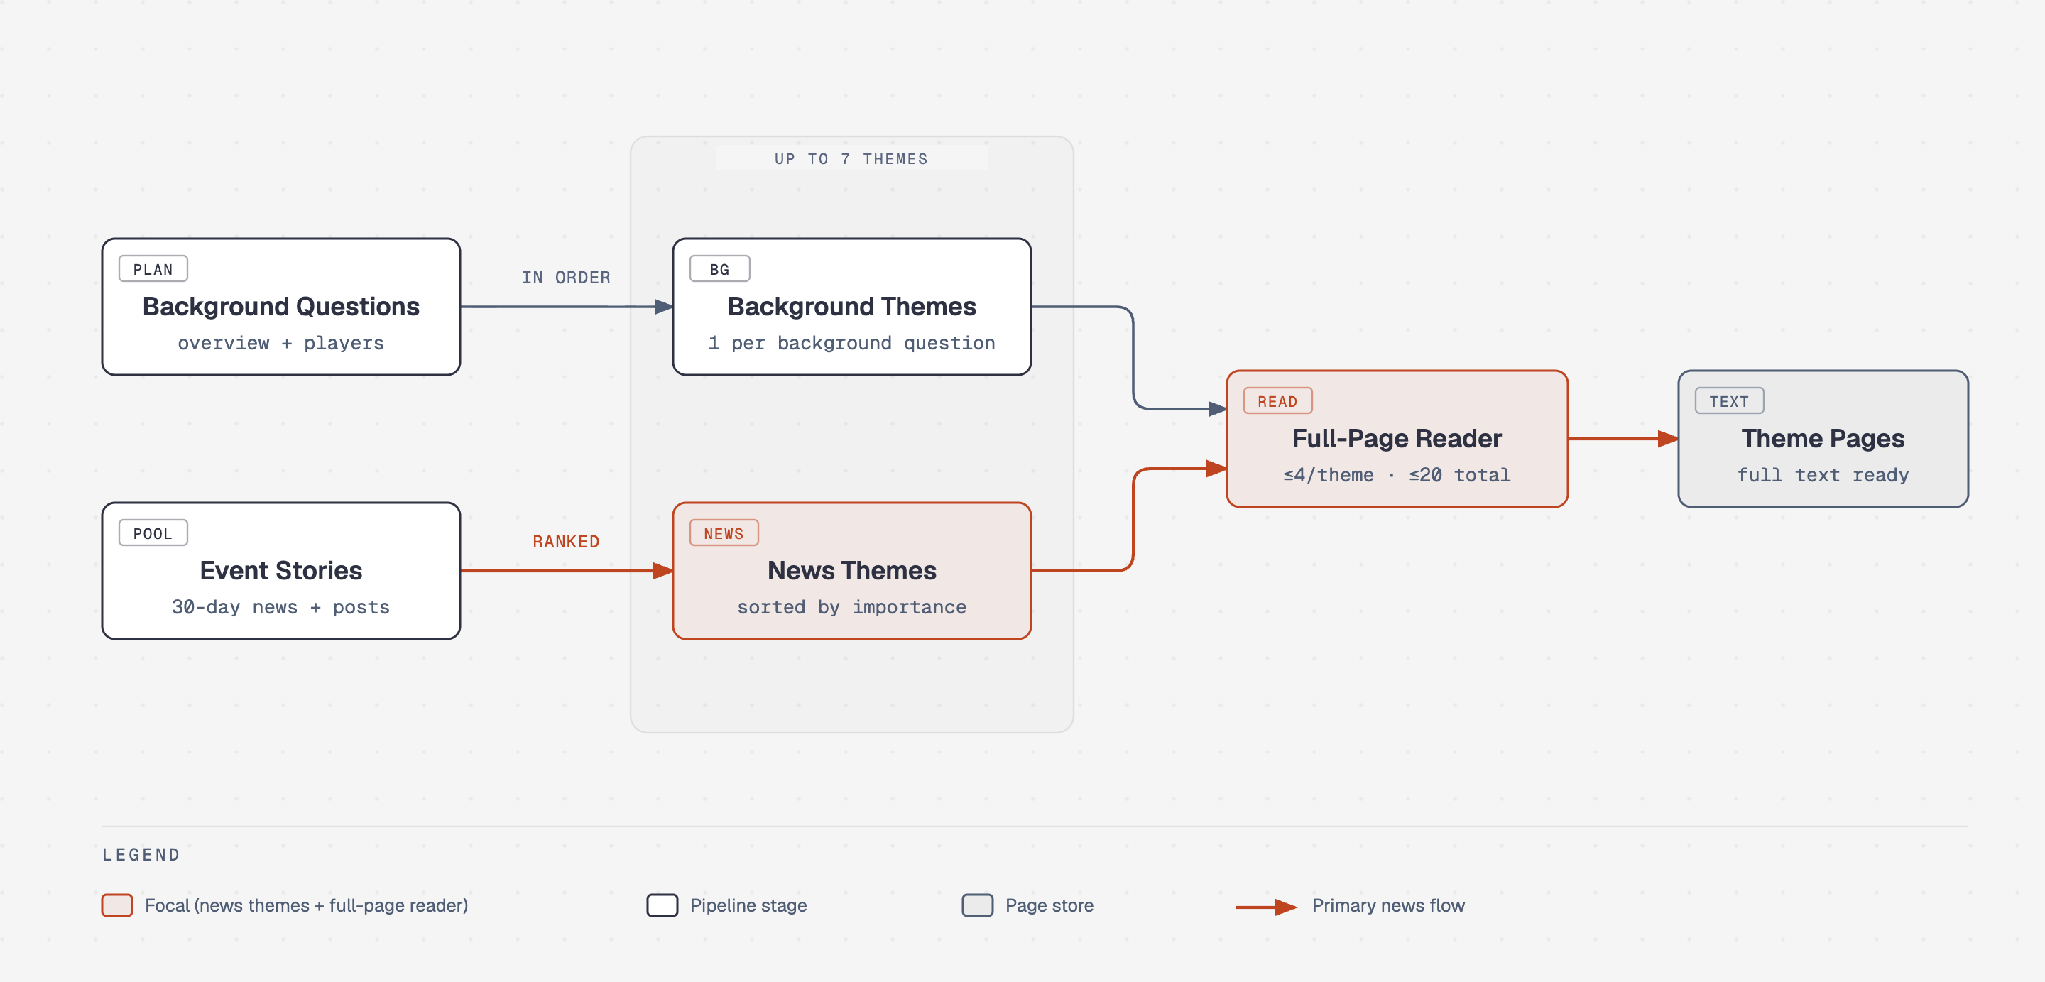 UP TO 7 THEMES
PLAN
Background Questions
overview + players
IN ORDER
BG
Background Themes
1 per background question
POOL
Event Stories
30-day news + posts
RANKED
NEWS
News Themes
sorted by importance
READ
Full-Page Reader
≤4/theme · ≤20 total
TEXT
Theme Pages
full text ready
LEGEND
Focal (news themes + full-page reader)
Pipeline stage
Page store
Primary news flow